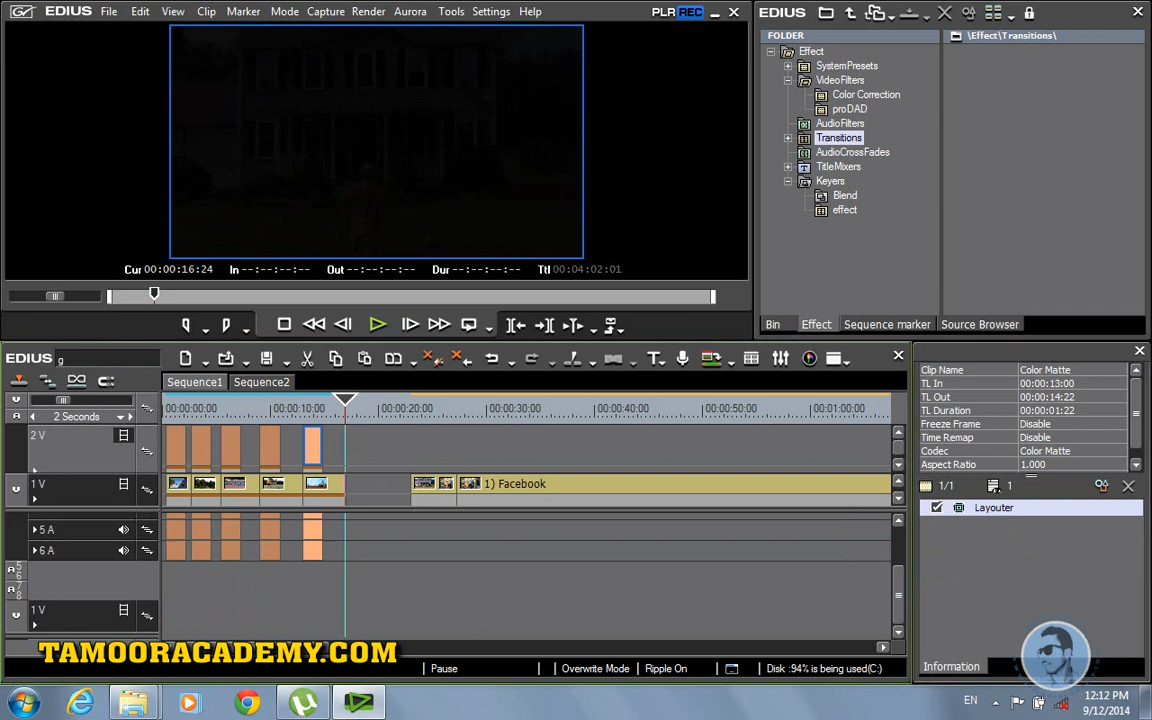 EDIUS File Edit View Clip Marker Mode Capture Render Aurora Tools Settings Help PLR REC
Cur 00:00:16:24 In --:--:--:-- Out --:--:--:-- Dur --:--:--:-- Ttl 00:04:02:01
EDIUS
FOLDER
\Effect\Transitions\
Effect
SystemPresets
VideoFilters
Color Correction
proDAD
AudioFilters
Transitions
AudioCrossFades
TitleMixers
Keyers
Blend
effect
Bin Effect Sequence marker Source Browser
EDIUS g
Sequence1 Sequence2
2 Seconds
00:00:00:00 00:00:10:00 00:00:20:00 00:00:30:00 00:00:40:00 00:00:50:00 00:01:00:00
2 V
1 V
1) Facebook
5 A
6 A
1 V
Clip Name Color Matte
TL In 00:00:13:00
TL Out 00:00:14:22
TL Duration 00:00:01:22
Freeze Frame Disable
Time Remap Disable
Codec Color Matte
Aspect Ratio 1.000
1/1 1
Layouter
Information
TAMOORACADEMY.COM
Pause Overwrite Mode Ripple On Disk :94% is being used(C:)
EN
12:12 PM
9/12/2014